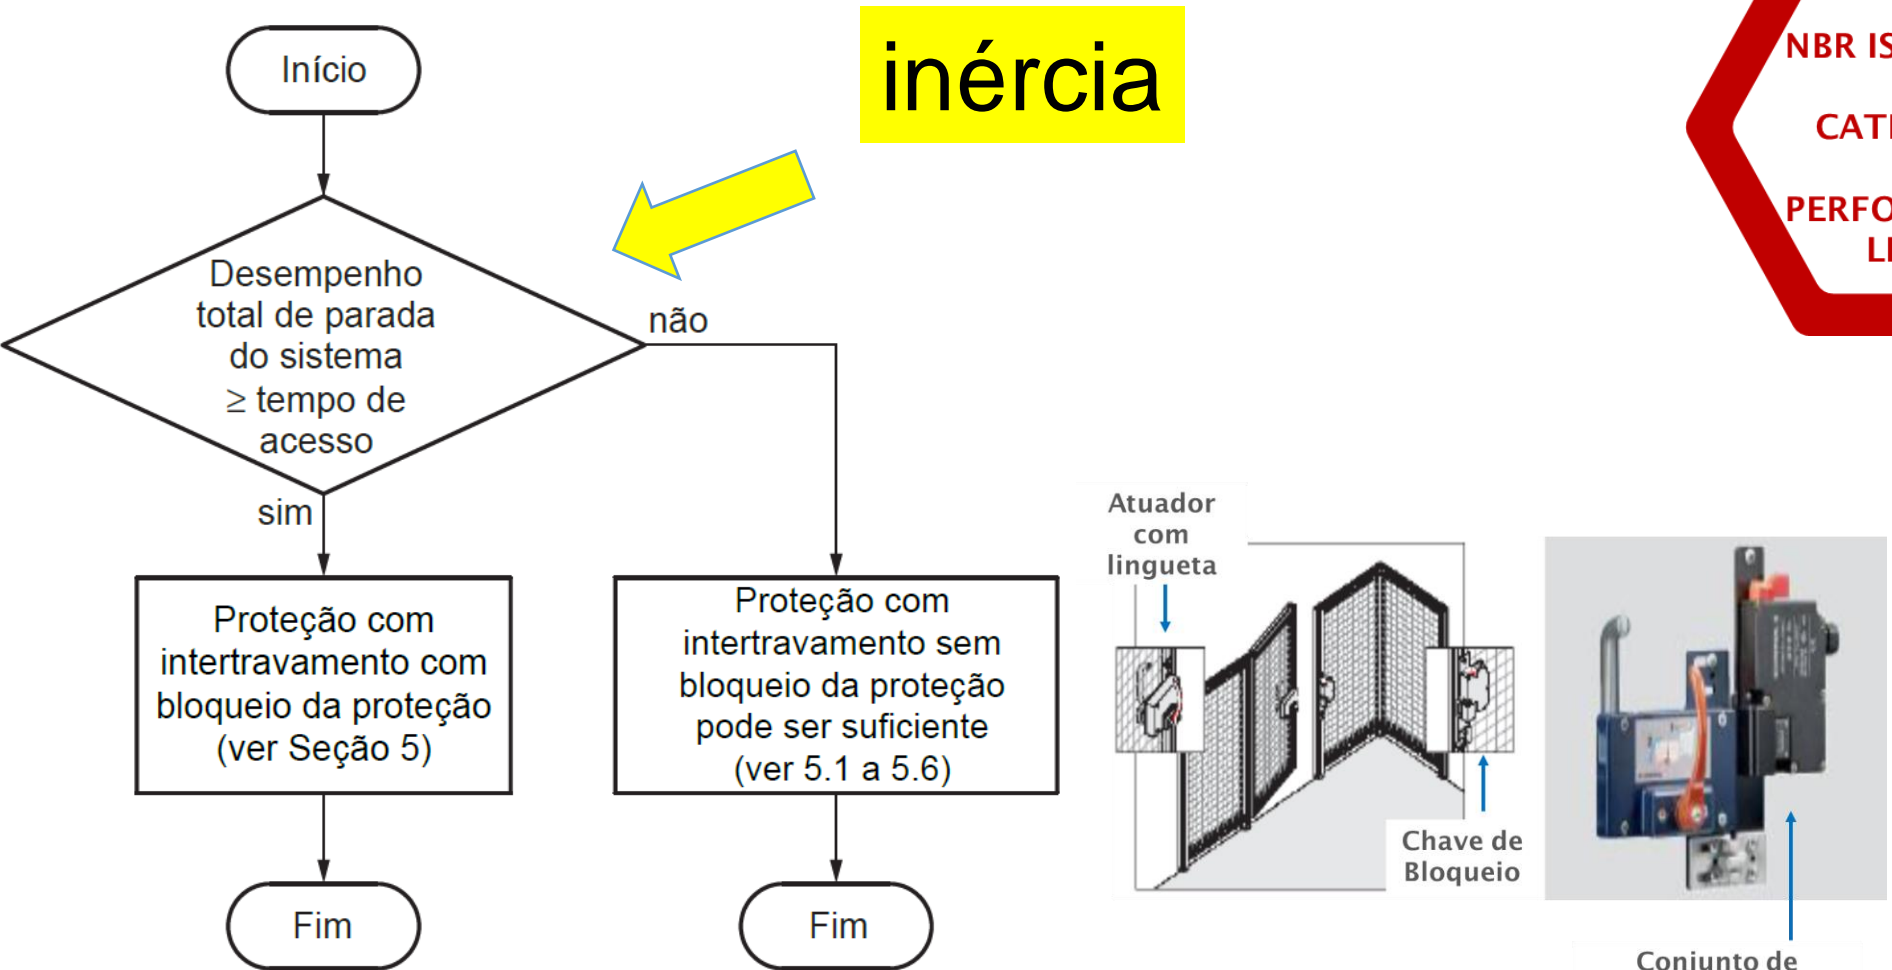 Início
inércia
NBR IS
CATE
PERFO
LE
Desempenho
total de parada
do sistema
≥ tempo de
acesso
não
sim
Proteção com
intertravamento com
bloqueio da proteção
(ver Seção 5)
Proteção com
intertravamento sem
bloqueio da proteção
pode ser suficiente
(ver 5.1 a 5.6)
Fim
Fim
Atuador
com
lingueta
Chave de
Bloqueio
Conjunto de